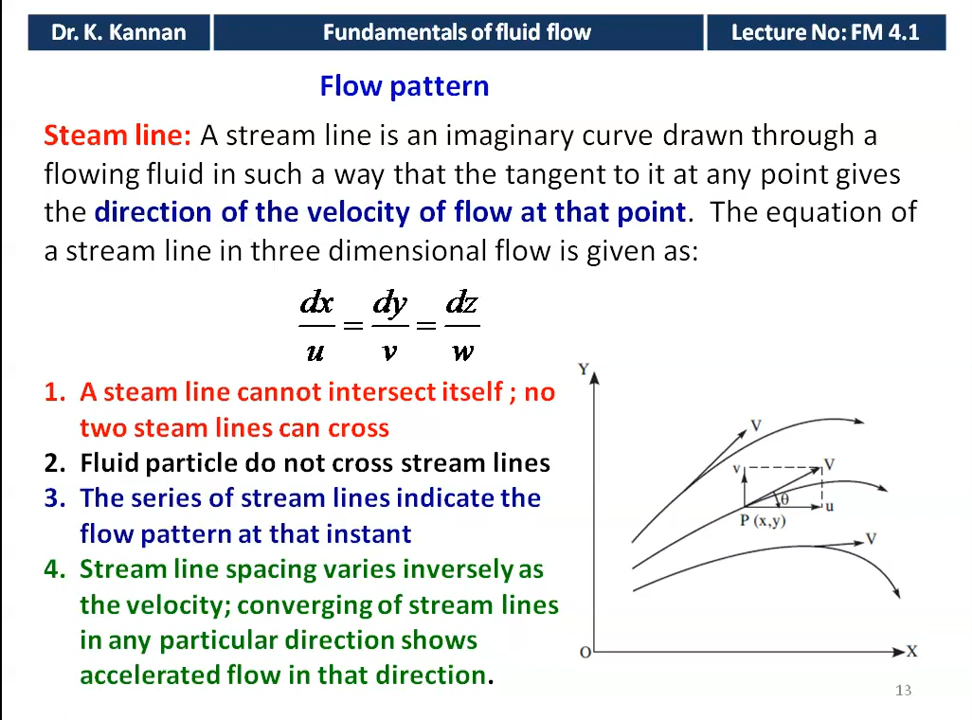 Dr. K. Kannan
Fundamentals of fluid flow
Lecture No: FM 4.1
Flow pattern
Steam line: A stream line is an imaginary curve drawn through a
flowing fluid in such a way that the tangent to it at any point gives
the direction of the velocity of flow at that point. The equation of
a stream line in three dimensional flow is given as:
dx/u = dy/v = dz/w
1. A steam line cannot intersect itself ; no
two steam lines can cross
2. Fluid particle do not cross stream lines
3. The series of stream lines indicate the
flow pattern at that instant
4. Stream line spacing varies inversely as
the velocity; converging of stream lines
in any particular direction shows
accelerated flow in that direction.
Y
V
v
V
θ
u
P (x,y)
V
O
X
13